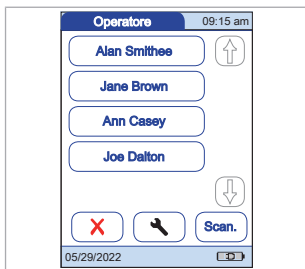 Operatore 09:15 am
Alan Smithee
Jane Brown
Ann Casey
Joe Dalton
Scan.
05/29/2022